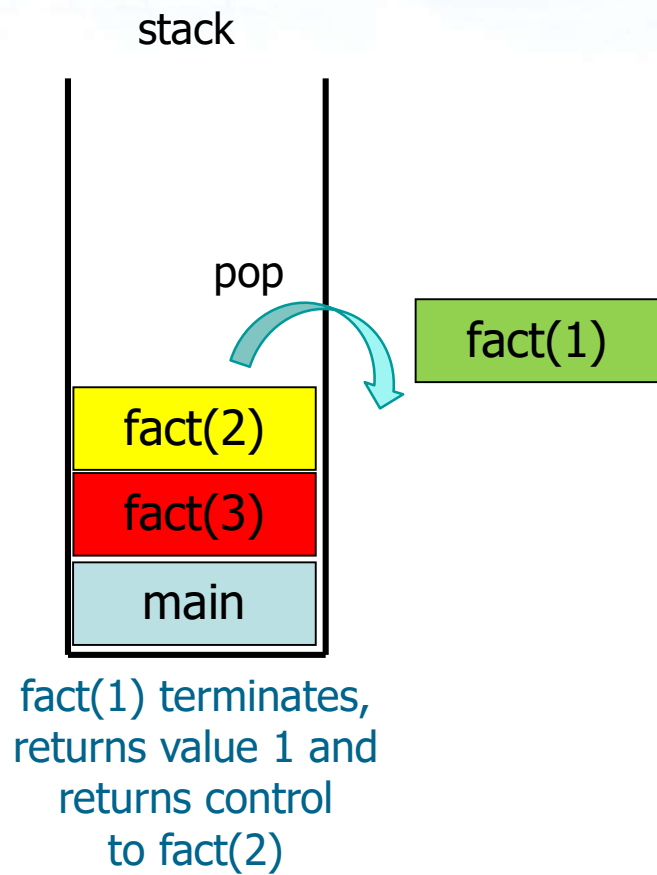 stack
pop
fact(1)
fact(2)
fact(3)
main
fact(1) terminates,
returns value 1 and
returns control
to fact(2)